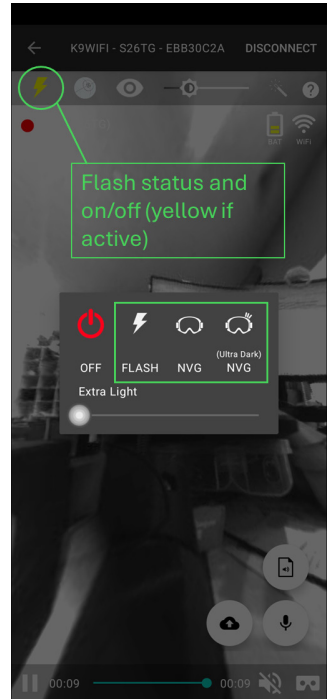 K9WIFI - S26TG - EBB30C2A DISCONNECT
BAT WiFi
Flash status and
on/off (yellow if
active)
(Ultra Dark)
OFF FLASH NVG NVG
Extra Light
00:09 00:09